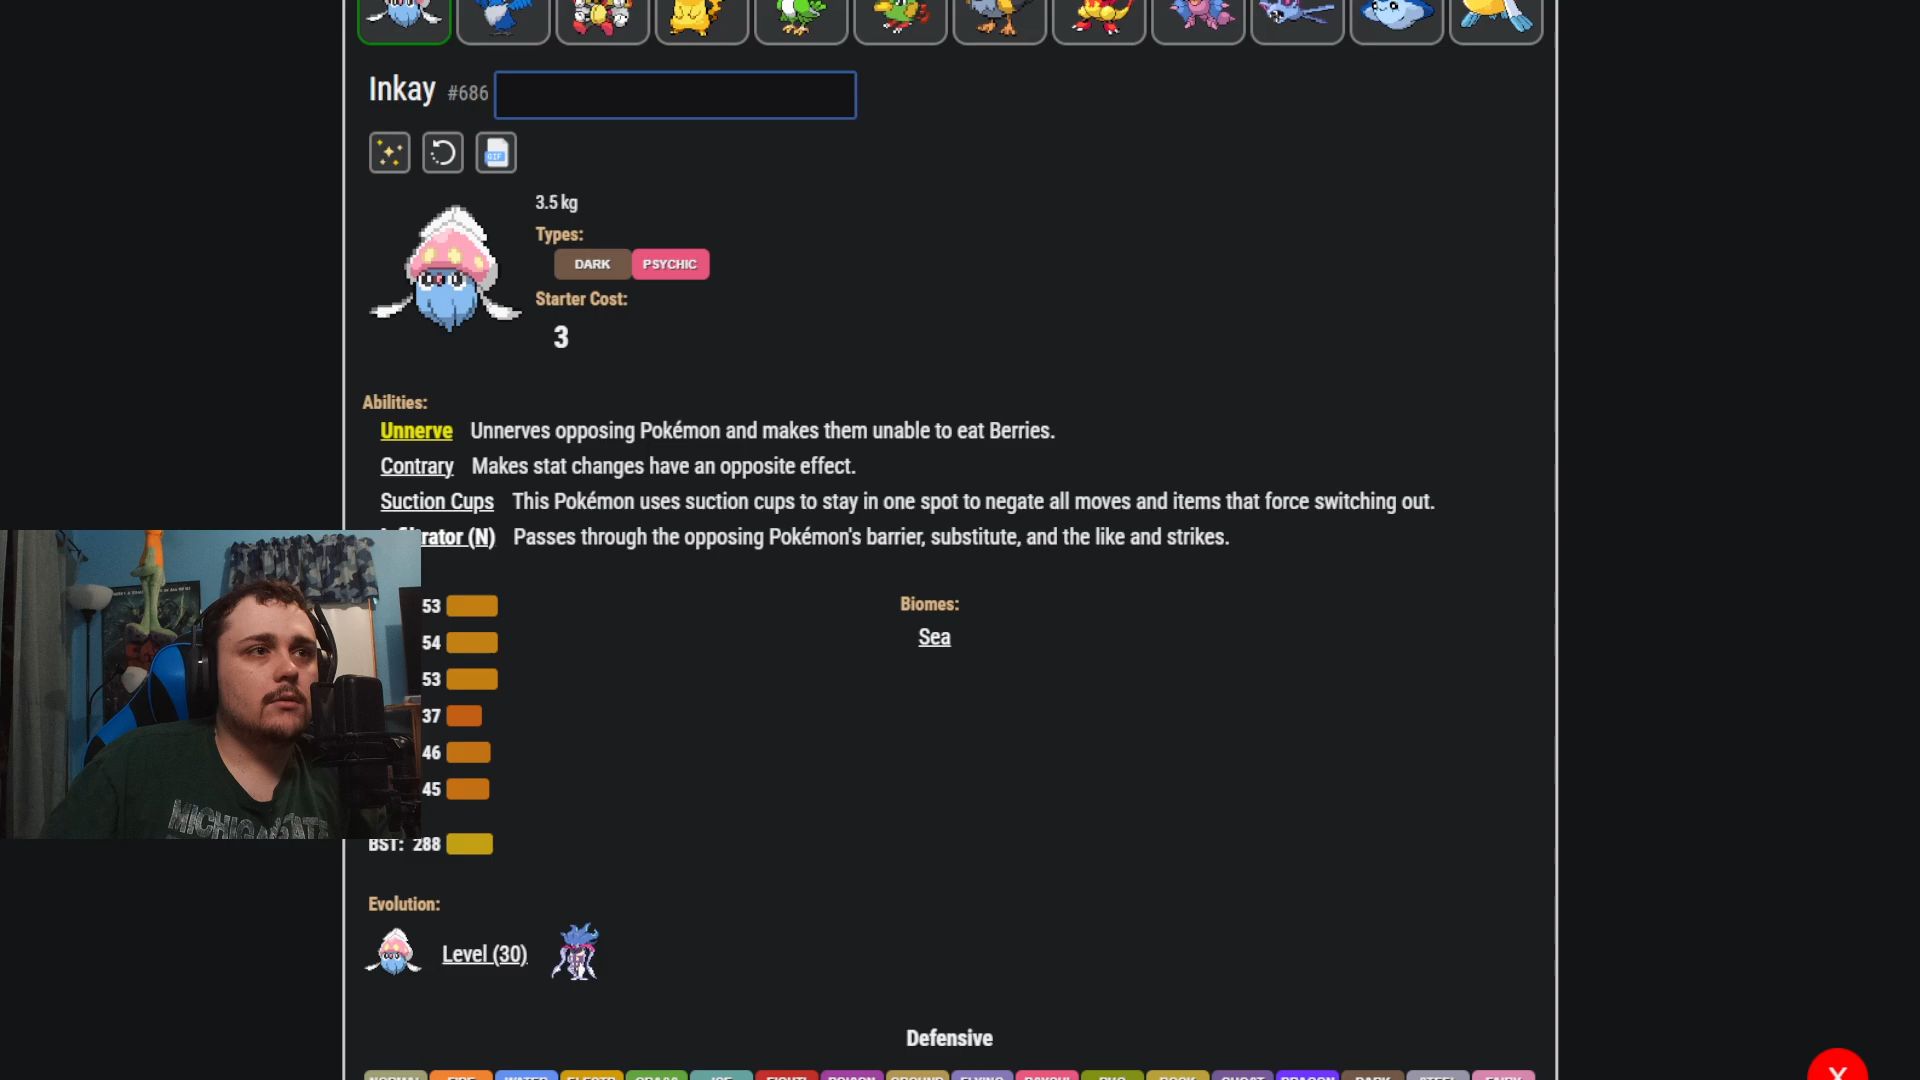 Inkay #686
GIF
3.5 kg
Types:
DARK PSYCHIC
Starter Cost:
3
Abilities:
Unnerve Unnerves opposing Pokémon and makes them unable to eat Berries.
Contrary Makes stat changes have an opposite effect.
Suction Cups This Pokémon uses suction cups to stay in one spot to negate all moves and items that force switching out.
(N) Passes through the opposing Pokémon's barrier, substitute, and the like and strikes.
53
54
53
37
46
45
BST: 288
Biomes:
Sea
Evolution:
Level (30)
Defensive
X